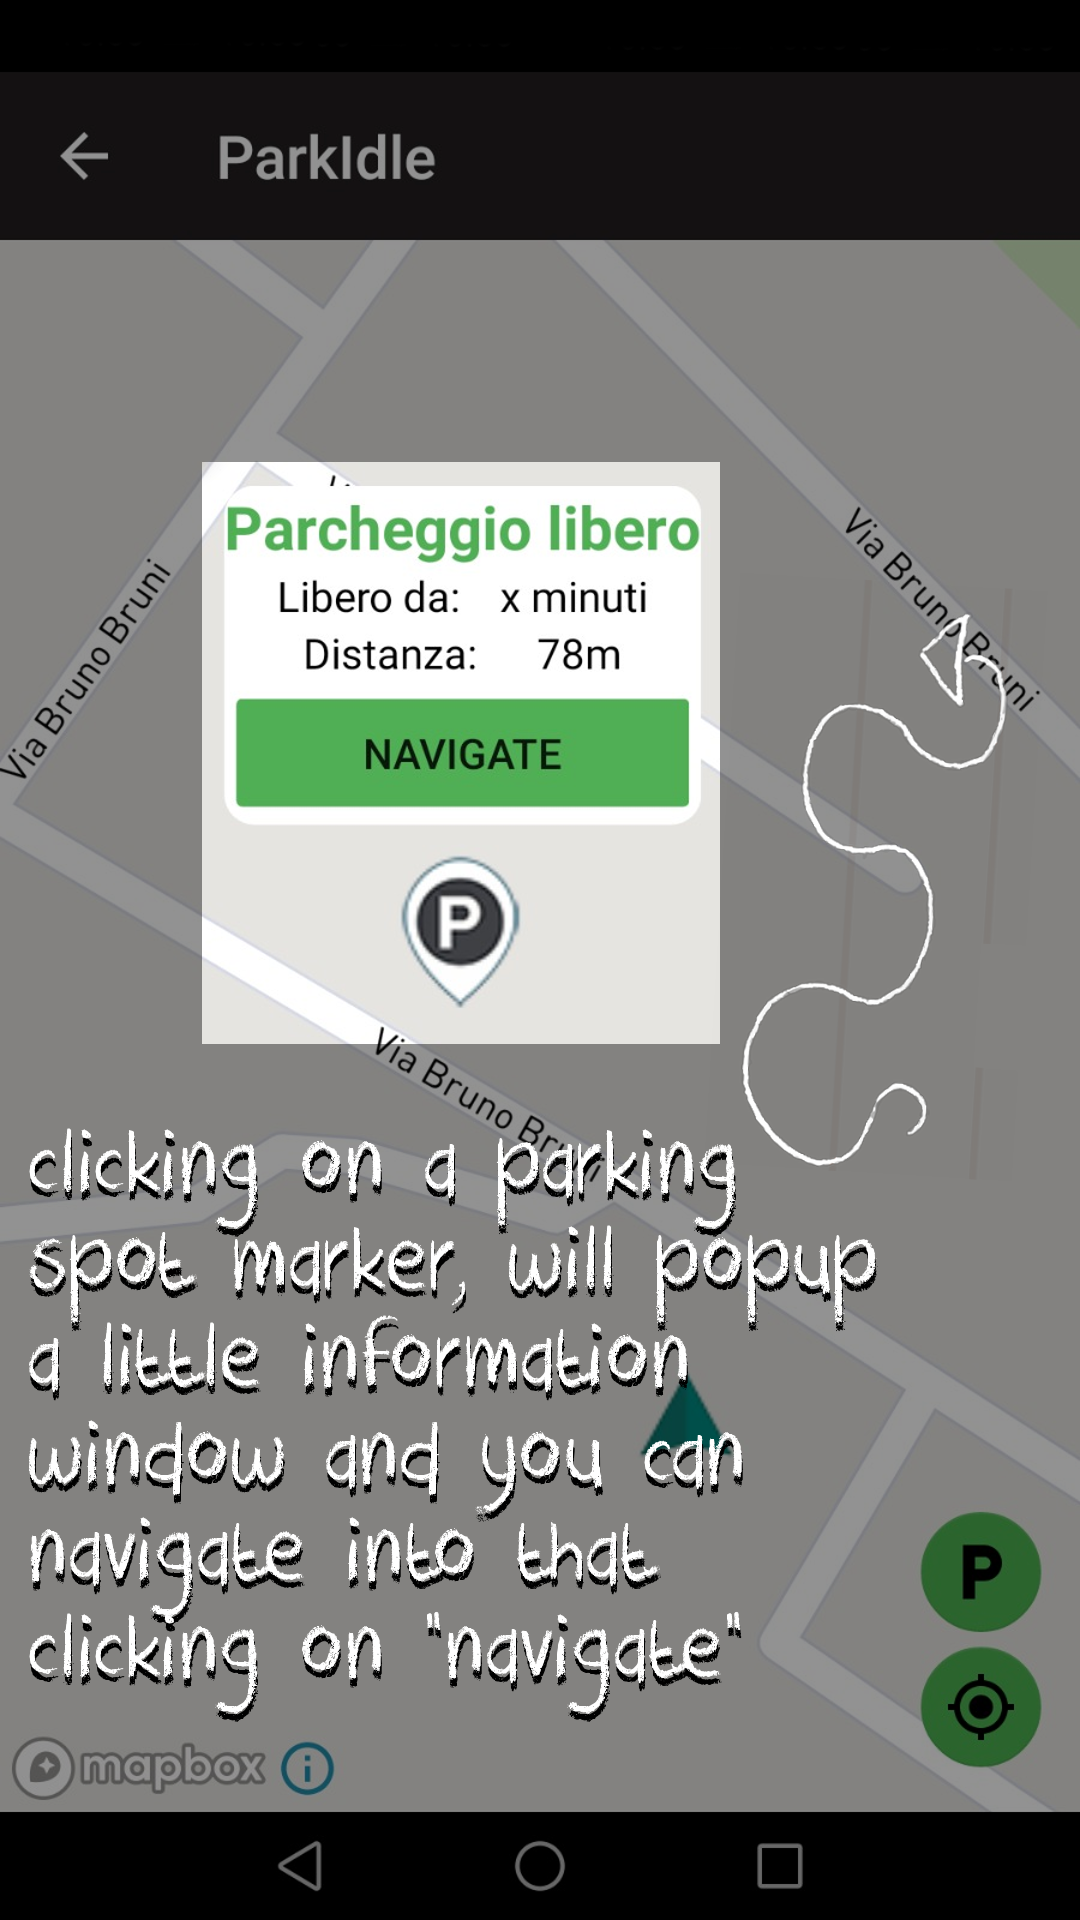 ParkIdle
Via Bruno Bruni
Via Bruno Bruni
Parcheggio libero
Libero da: x minuti
Distanza: 78m
NAVIGATE
P
Via Bruno Bruni
clicking on a parking
spot marker, will popup
a little information
window and you can
navigate into that
clicking on "navigate"
P
mapbox
i